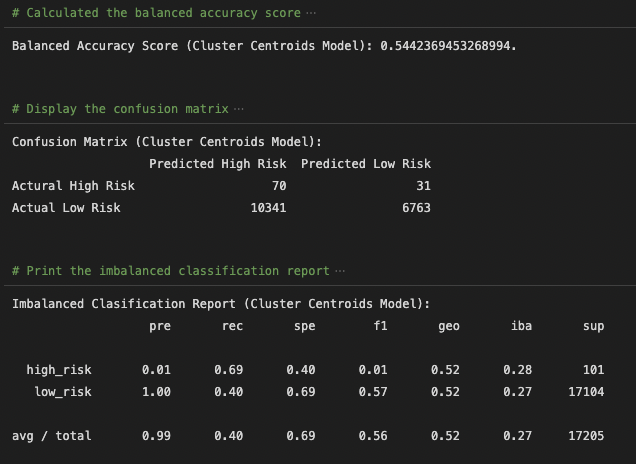 # Calculated the balanced accuracy score ···
Balanced Accuracy Score (Cluster Centroids Model): 0.5442369453268994.
# Display the confusion matrix ···
Confusion Matrix (Cluster Centroids Model):
Predicted High Risk Predicted Low Risk
Actural High Risk 70 31
Actual Low Risk 10341 6763
# Print the imbalanced classification report ···
Imbalanced Clasification Report (Cluster Centroids Model):
pre rec spe f1 geo iba sup
high_risk 0.01 0.69 0.40 0.01 0.52 0.28 101
low_risk 1.00 0.40 0.69 0.57 0.52 0.27 17104
avg / total 0.99 0.40 0.69 0.56 0.52 0.27 17205